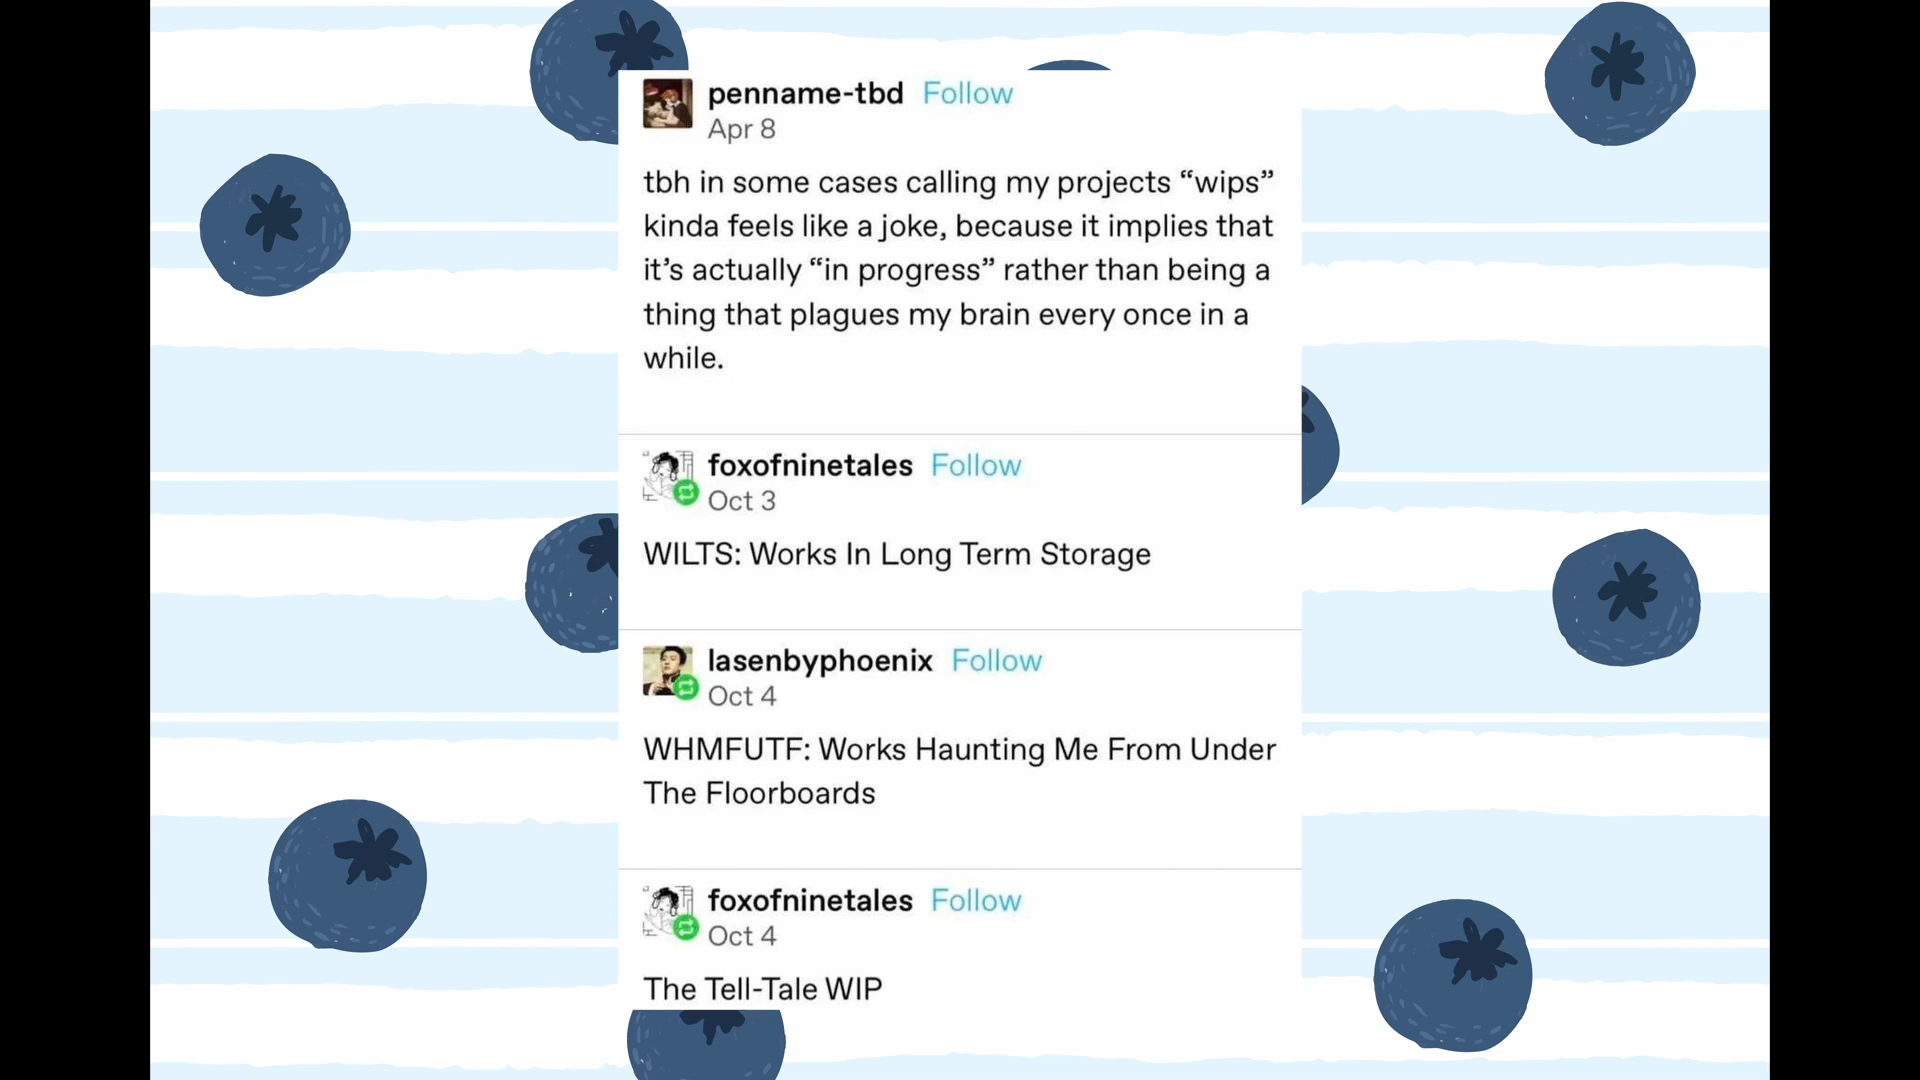 penname-tbd Follow
Apr 8
tbh in some cases calling my projects “wips”
kinda feels like a joke, because it implies that
it’s actually “in progress” rather than being a
thing that plagues my brain every once in a
while.
foxofninetales Follow
Oct 3
WILTS: Works In Long Term Storage
lasenbyphoenix Follow
Oct 4
WHMFUTF: Works Haunting Me From Under
The Floorboards
foxofninetales Follow
Oct 4
The Tell-Tale WIP